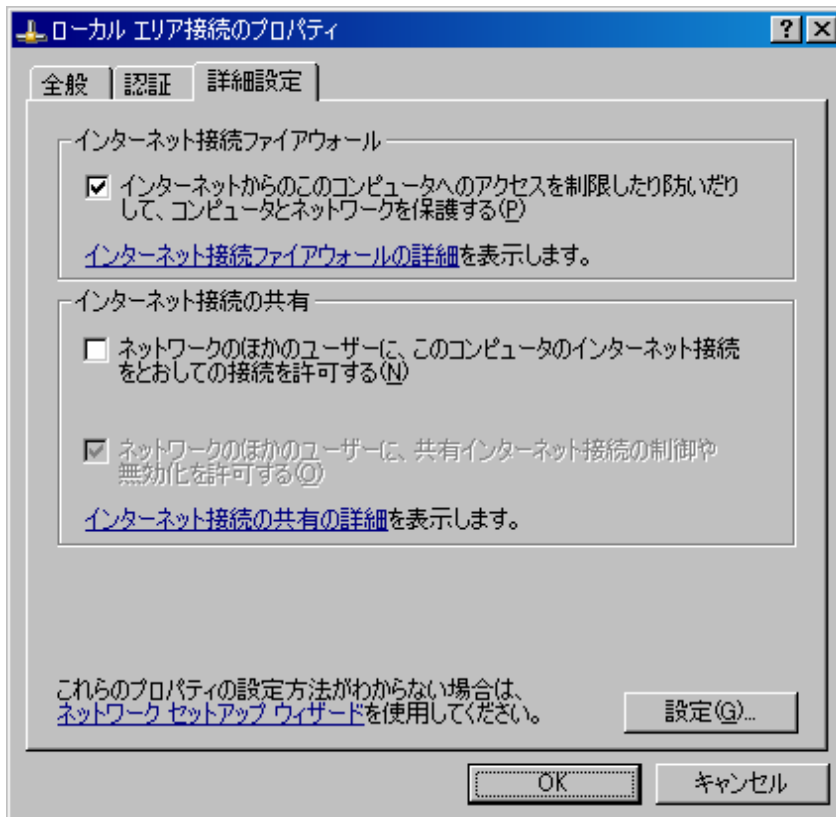 ローカル エリア接続のプロパティ
全般 認証 詳細設定
インターネット接続ファイアウォール
インターネットからのこのコンピュータへのアクセスを制限したり防いだり
して、コンピュータとネットワークを保護する(P)
インターネット接続ファイアウォールの詳細を表示します。
インターネット接続の共有
ネットワークのほかのユーザーに、このコンピュータのインターネット接続
をとおしての接続を許可する(N)
ネットワークのほかのユーザーに、共有インターネット接続の制御や
無効化を許可する(O)
インターネット接続の共有の詳細を表示します。
これらのプロパティの設定方法がわからない場合は、
ネットワーク セットアップ ウィザードを使用してください。
設定(G)...
OK キャンセル